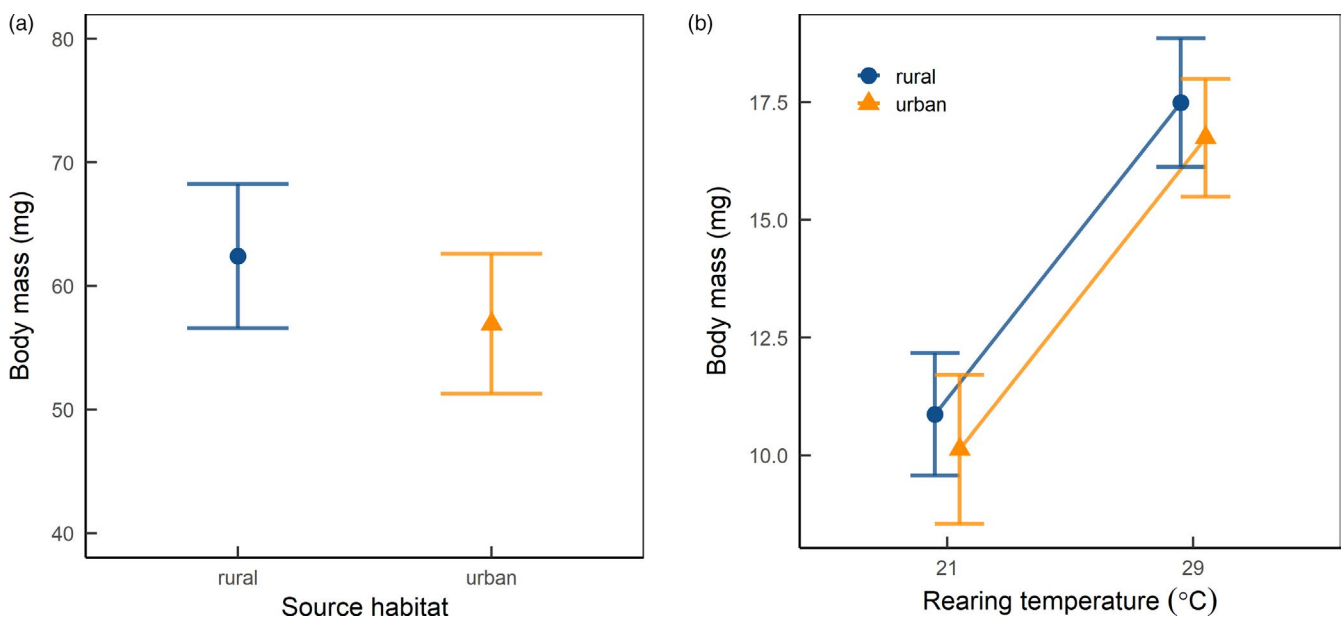 (a)
80
70
60
50
40
Body mass (mg)
rural
urban
Source habitat
(b)
rural
urban
17.5
15.0
12.5
10.0
Body mass (mg)
21
29
Rearing temperature (°C)